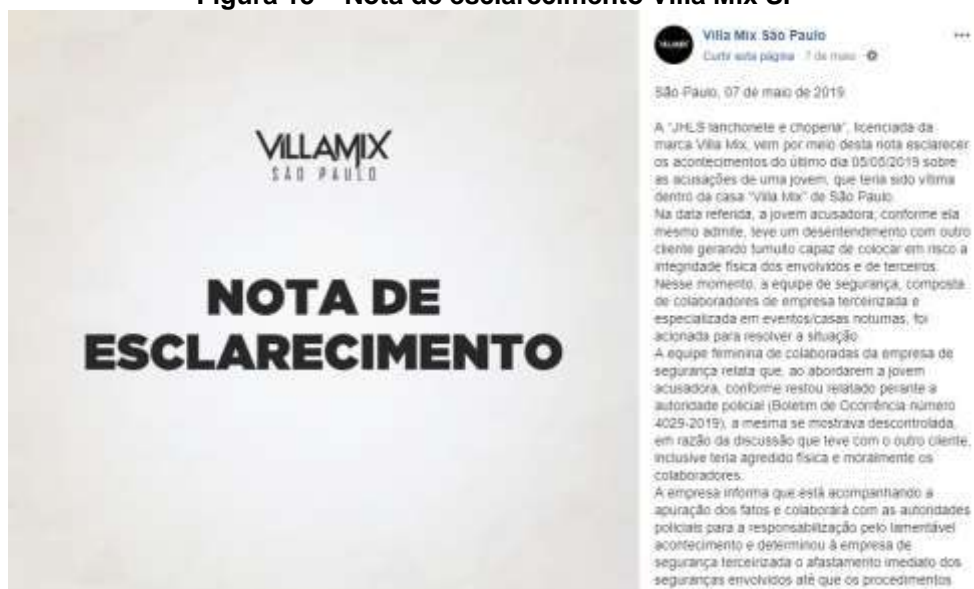 Figura 16 – Nota de esclarecimento Villa Mix SP
VILLAMIX
SÃO PAULO
NOTA DE
ESCLARECIMENTO
Villa Mix São Paulo
Curtir esta página · 7 de maio ·
São Paulo, 07 de maio de 2019
A "JHLS lanchonete e choperia", licenciada da
marca Villa Mix, vem por meio desta nota esclarecer
os acontecimentos do último dia 05/05/2019 sobre
as acusações de uma jovem, que teria sido vítima
dentro da casa "Villa Mix" de São Paulo
Na data referida, a jovem acusadora, conforme ela
mesmo admite, teve um desentendimento com outro
cliente gerando tumulto capaz de colocar em risco a
integridade física dos envolvidos e de terceiros.
Nesse momento, a equipe de segurança, composta
de colaboradores de empresa terceirizada e
especializada em eventos/casas noturnas, foi
acionada para resolver a situação
A equipe feminina de colaboradas da empresa de
segurança relata que, ao abordarem a jovem
acusadora, conforme restou relatado perante a
autoridade policial (Boletim de Ocorrência número
4029-2019), a mesma se mostrava descontrolada,
em razão da discussão que teve com o outro cliente,
inclusive teria agredido física e moralmente os
colaboradores.
A empresa informa que está acompanhando a
apuração dos fatos e colaborará com as autoridades
policiais para a responsabilização pelo lamentável
acontecimento e determinou à empresa de
segurança terceirizada o afastamento imediato dos
seguranças envolvidos até que os procedimentos